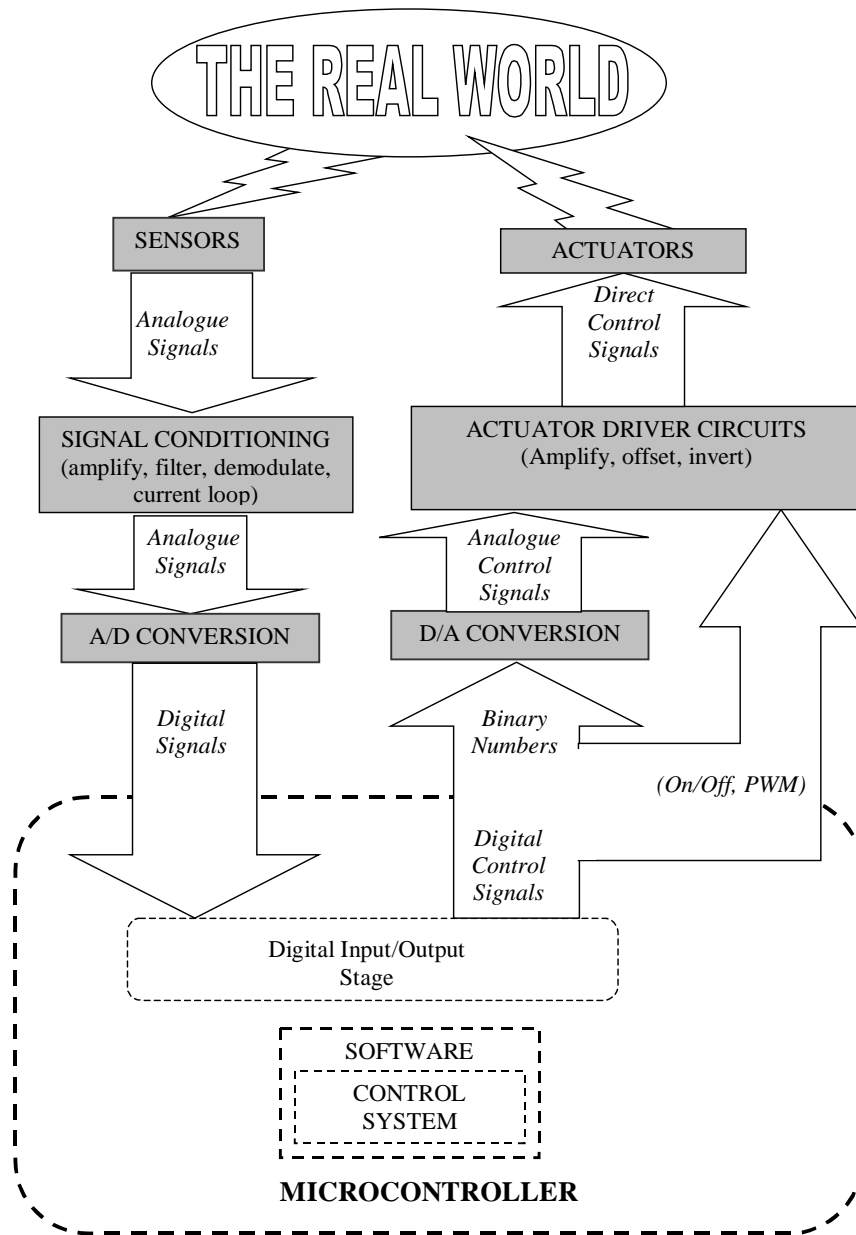 THE REAL WORLD
SENSORS
Analogue
Signals
SIGNAL CONDITIONING
(amplify, filter, demodulate,
current loop)
Analogue
Signals
A/D CONVERSION
Digital
Signals
ACTUATORS
Direct
Control
Signals
ACTUATOR DRIVER CIRCUITS
(Amplify, offset, invert)
Analogue
Control
Signals
D/A CONVERSION
Binary
Numbers
(On/Off, PWM)
Digital
Control
Signals
Digital Input/Output
Stage
SOFTWARE
CONTROL
SYSTEM
MICROCONTROLLER